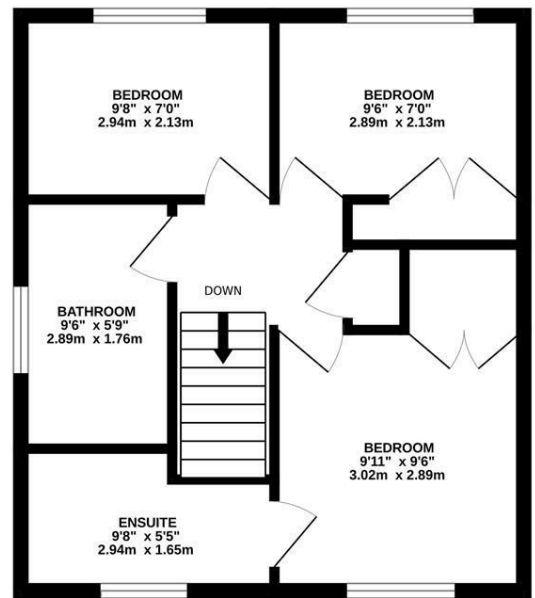 BEDROOM
9'8" x 7'0"
2.94m x 2.13m
BEDROOM
9'6" x 7'0"
2.89m x 2.13m
DOWN
BATHROOM
9'6" x 5'9"
2.89m x 1.76m
BEDROOM
9'11" x 9'6"
3.02m x 2.89m
ENSUITE
9'8" x 5'5"
2.94m x 1.65m